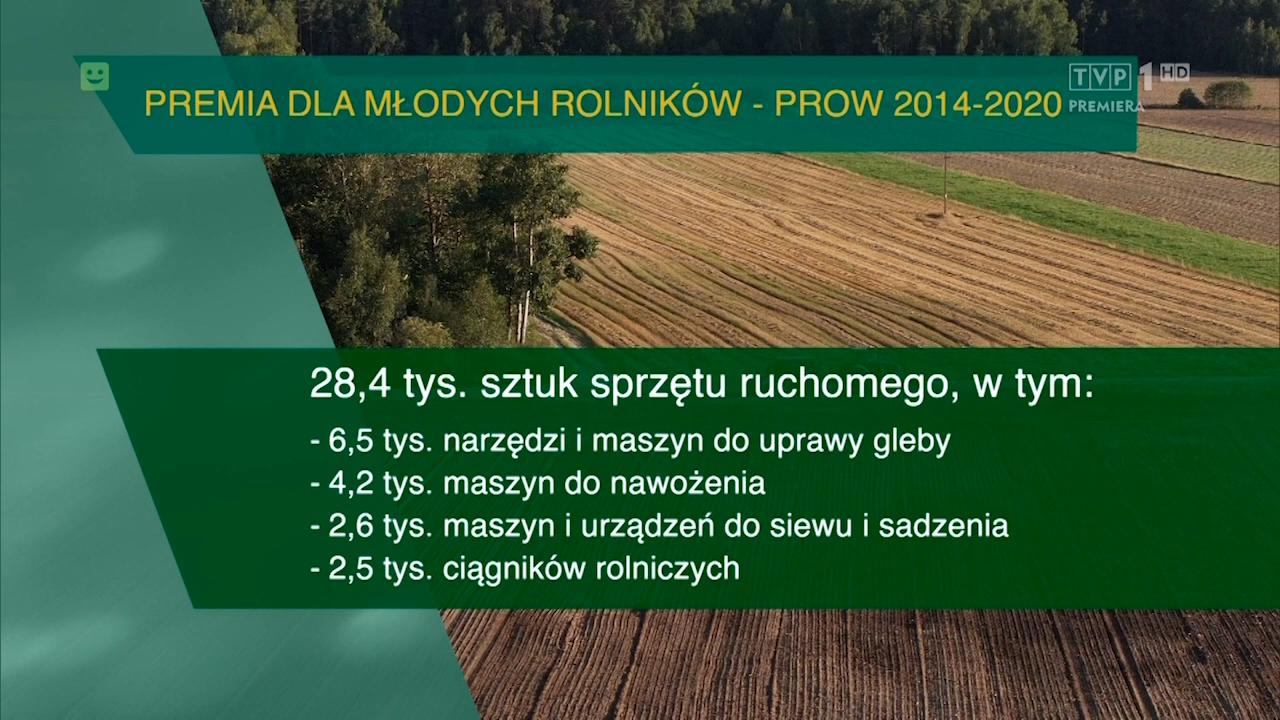 PREMIA DLA MŁODYCH ROLNIKÓW - PROW 2014-2020
TVP 1 HD
PREMIERA
28,4 tys. sztuk sprzętu ruchomego, w tym:
- 6,5 tys. narzędzi i maszyn do uprawy gleby
- 4,2 tys. maszyn do nawożenia
- 2,6 tys. maszyn i urządzeń do siewu i sadzenia
- 2,5 tys. ciągników rolniczych